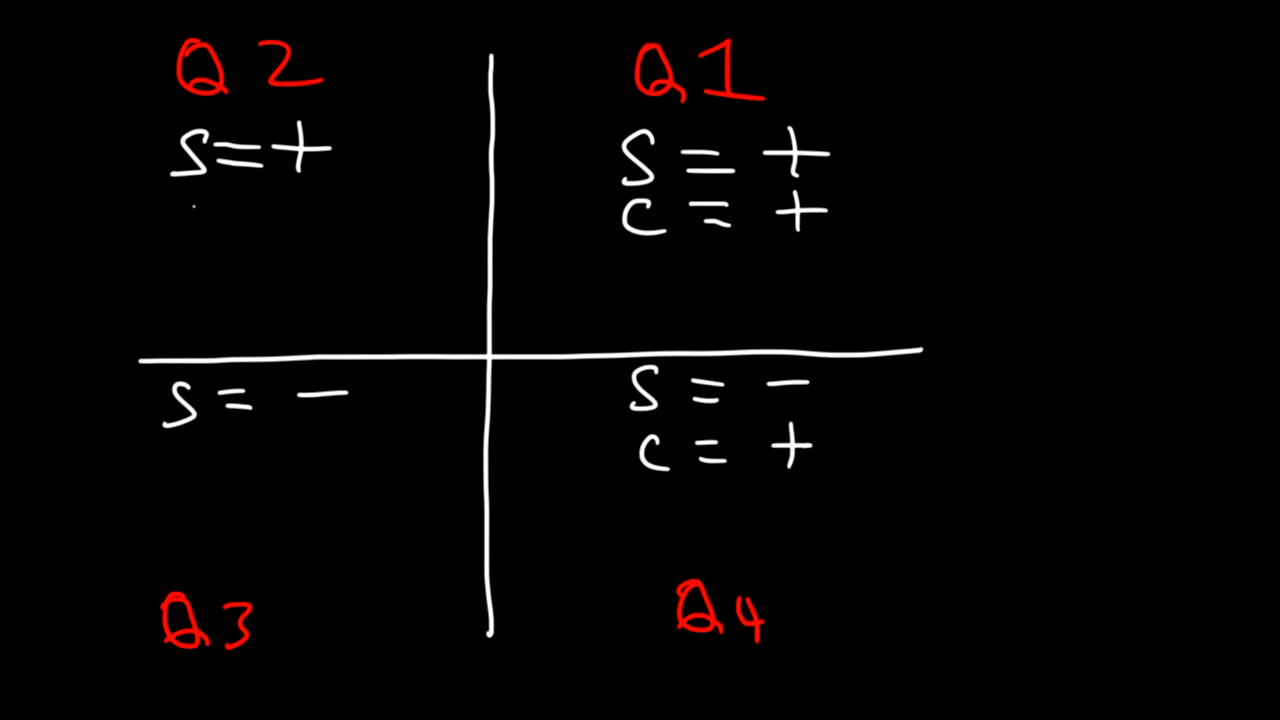 Q2
S=+
Q1
S = +
C = +
S = -
Q3
S = -
C = +
Q4